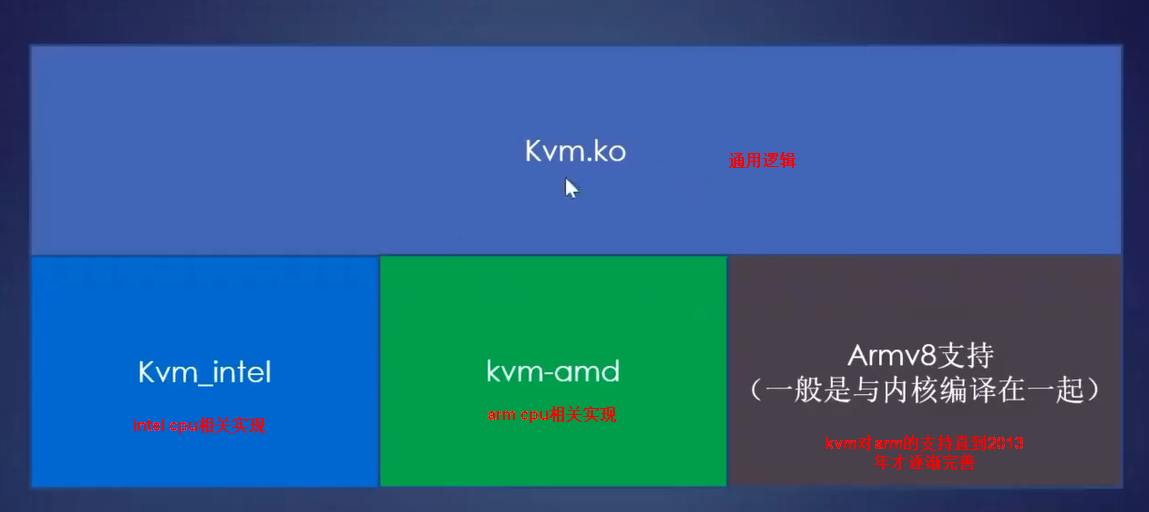 Kvm.ko
通用逻辑
Kvm_intel
intel cpu相关实现
kvm-amd
arm cpu相关实现
Armv8支持
（一般是与内核编译在一起）
kvm对arm的支持直到2013
年才逐渐完善